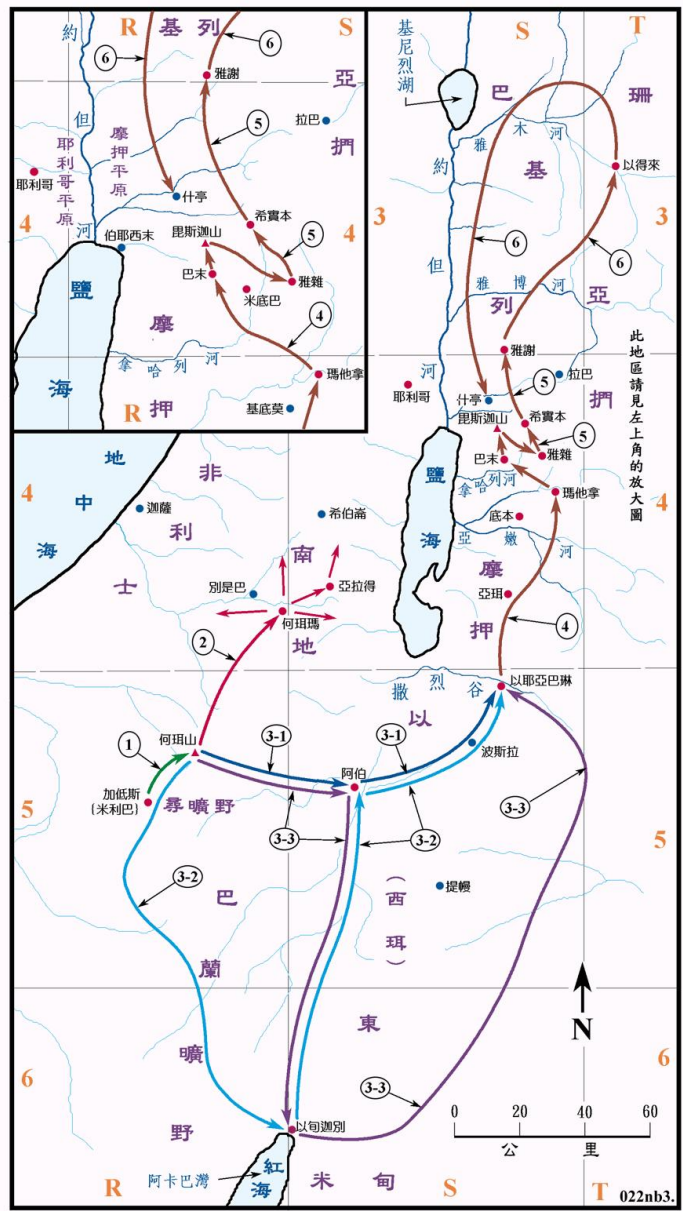 R
基列
S
約
但
河
6
6
雅謝
亞捫
拉巴
5
耶利哥
耶利哥平原
摩押平原
什亭
4
伯耶西末
毘斯迦山
希實本
5
4
巴末
雅雜
米底巴
鹽海
摩押
4
拿哈列河
瑪他拿
R
基底莫
S
T
基尼烈湖
巴珊
雅木河
約
但
河
基列
以得來
3
3
6
6
雅博河
亞捫
雅謝
拉巴
5
耶利哥
什亭
毘斯迦山
希實本
5
巴末
雅雜
此地區請見左上角的放大圖
鹽海
拿哈列河
瑪他拿
底本
4
4
地中海
非利士
迦薩
希伯崙
亞嫩河
南地
別是巴
亞拉得
何珥瑪
摩押
亞珥
4
2
撒烈谷
以耶亞巴琳
以東
1
何珥山
3-1
3-1
波斯拉
阿伯
加低斯
(米利巴)
尋曠野
3-3
3-2
3-3
5
5
3-2
巴蘭曠野
(西珥)
提幔
N
6
6
3-3
以旬迦別
0
20
40
60
公里
阿卡巴灣
紅海
米甸
R
S
T
022nb3.